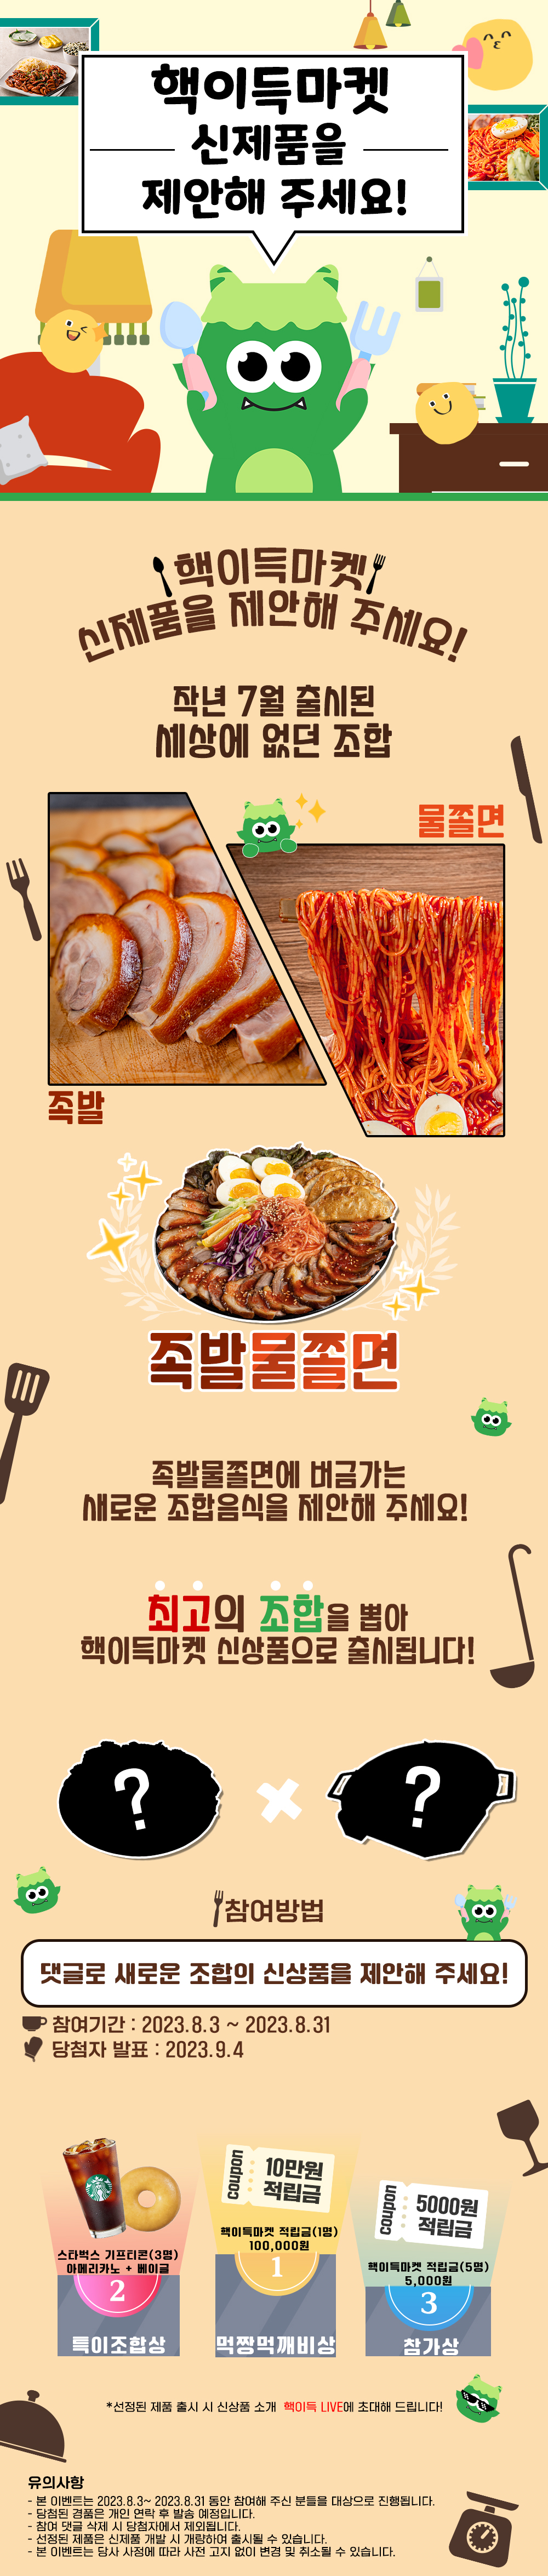 핵이득마켓
신제품을
제안해 주세요!
핵이득마켓
신제품을 제안해 주세요!
작년 7월 출시된
세상에 없던 조합
물쫄면
족발
족발물쫄면
족발물쫄면에 버금가는
새로운 조합음식을 제안해 주세요!
최고의 조합을 뽑아
핵이득마켓 신상품으로 출시됩니다!
? ?
참여방법
댓글로 새로운 조합의 신상품을 제안해 주세요!
참여기간 : 2023.8.3 ~ 2023.8.31
당첨자 발표 : 2023.9.4
스타벅스 기프티콘(3명)
아메리카노 + 베이글
2
특이조합상
coupon
10만원
적립금
핵이득마켓 적립금(1명)
100,000원
1
먹짱먹깨비상
coupon
5000원
적립금
핵이득마켓 적립금(5명)
5,000원
3
참가상
*선정된 제품 출시 시 신상품 소개 핵이득 LIVE에 초대해 드립니다!
유의사항
- 본 이벤트는 2023.8.3~ 2023.8.31 동안 참여해 주신 분들을 대상으로 진행됩니다.
- 당첨된 경품은 개인 연락 후 발송 예정입니다.
- 참여 댓글 삭제 시 당첨자에서 제외됩니다.
- 선정된 제품은 신제품 개발 시 개량하여 출시될 수 있습니다.
- 본 이벤트는 당사 사정에 따라 사전 고지 없이 변경 및 취소될 수 있습니다.